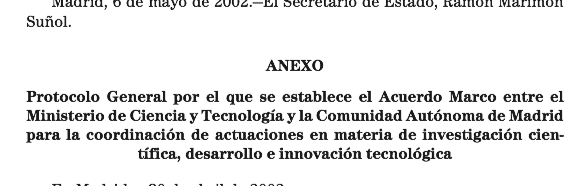 Madrid, 6 de mayo de 2002.–El Secretario de Estado, Ramón Marimón
Suñol.
ANEXO
Protocolo General por el que se establece el Acuerdo Marco entre el
Ministerio de Ciencia y Tecnología y la Comunidad Autónoma de Madrid
para la coordinación de actuaciones en materia de investigación cien-
tífica, desarrollo e innovación tecnológica